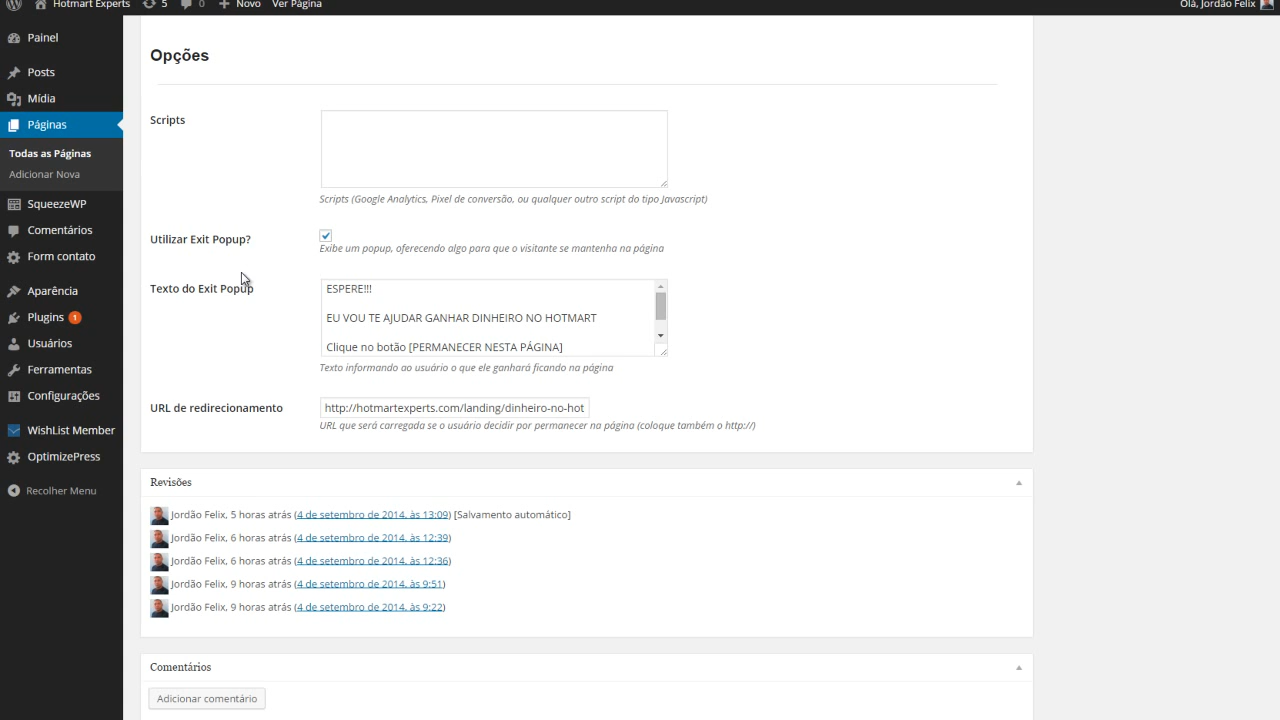 Hotmart Experts 5 0 Novo Ver Página Olá, Jordão Felix
Painel
Posts
Mídia
Páginas
Todas as Páginas
Adicionar Nova
SqueezeWP
Comentários
Form contato
Aparência
Plugins 1
Usuários
Ferramentas
Configurações
WishList Member
OptimizePress
Recolher Menu
Opções
Scripts
Scripts (Google Analytics, Pixel de conversão, ou qualquer outro script do tipo Javascript)
Utilizar Exit Popup?
Exibe um popup, oferecendo algo para que o visitante se mantenha na página
Texto do Exit Popup
ESPERE!!!
EU VOU TE AJUDAR GANHAR DINHEIRO NO HOTMART
Clique no botão [PERMANECER NESTA PÁGINA]
Texto informando ao usuário o que ele ganhará ficando na página
URL de redirecionamento
http://hotmartexperts.com/landing/dinheiro-no-hot
URL que será carregada se o usuário decidir por permanecer na página (coloque também o http://)
Revisões
Jordão Felix, 5 horas atrás (4 de setembro de 2014, às 13:09) [Salvamento automático]
Jordão Felix, 6 horas atrás (4 de setembro de 2014, às 12:39)
Jordão Felix, 6 horas atrás (4 de setembro de 2014, às 12:36)
Jordão Felix, 9 horas atrás (4 de setembro de 2014, às 9:51)
Jordão Felix, 9 horas atrás (4 de setembro de 2014, às 9:22)
Comentários
Adicionar comentário